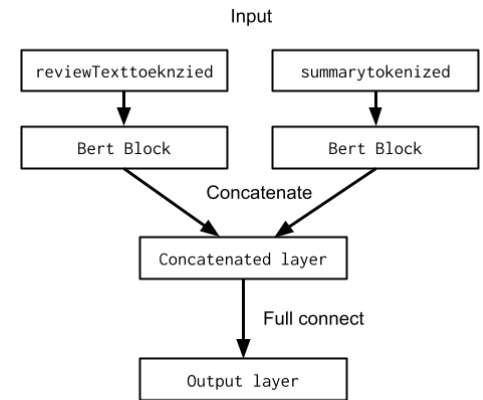 Input
reviewTexttoeknzied
summarytokenized
Bert Block
Bert Block
Concatenate
Concatenated layer
Full connect
Output layer